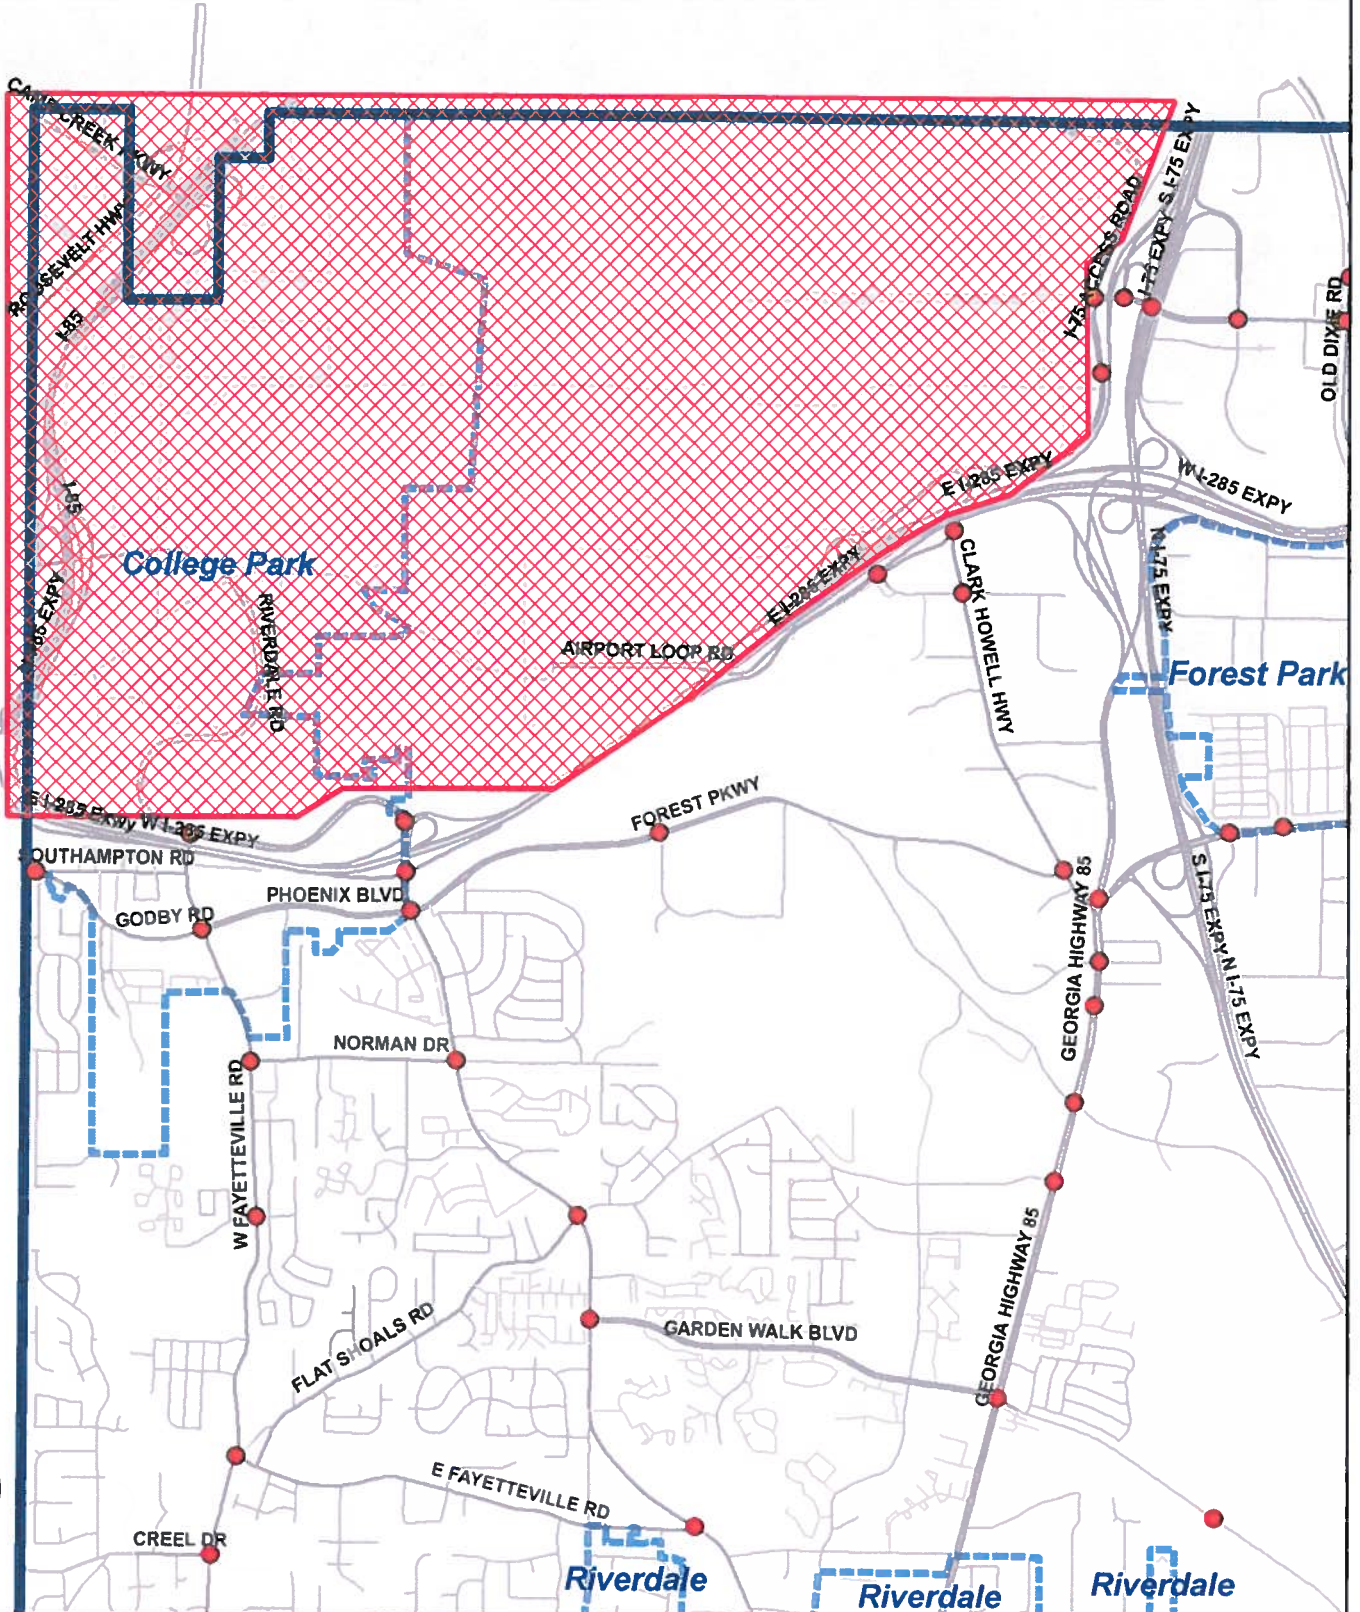 CAMP CREEK PKWY
ROOSEVELT HWY
I-85
I-85
I-85 EXPY
College Park
RIVERDALE RD
AIRPORT LOOP RD
E I-285 EXPY
E I-285 EXPY
I-75 ACCESS ROAD
I-75 EXPY
S I-75 EXPY
OLD DIXIE RD
W I-285 EXPY
N I-75 EXPY
CLARK HOWELL HWY
Forest Park
E I-285 Expwy
W I-285 EXPY
SOUTHAMPTON RD
PHOENIX BLVD
GODBY RD
FOREST PKWY
GEORGIA HIGHWAY 85
S I-75 EXPY
N I-75 EXPY
NORMAN DR
W FAYETTEVILLE RD
GEORGIA HIGHWAY 85
FLAT SHOALS RD
GARDEN WALK BLVD
E FAYETTEVILLE RD
CREEL DR
Riverdale
Riverdale
Riverdale